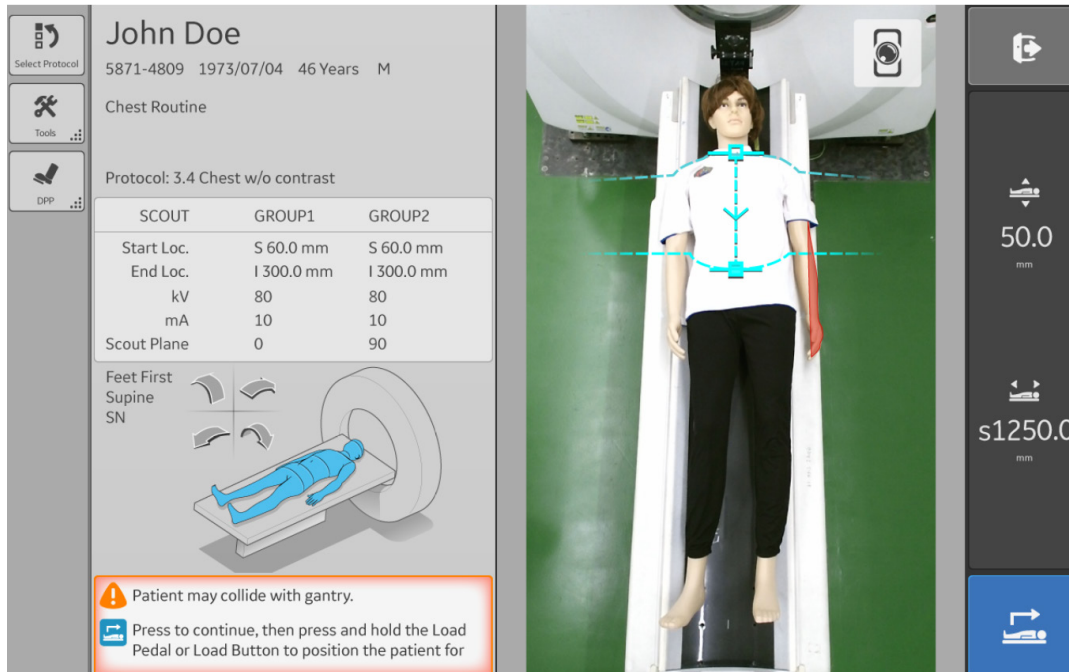 John Doe
Select Protocol
5871-4809 1973/07/04 46 Years M
Chest Routine
Tools
Protocol: 3.4 Chest w/o contrast
DPP
SCOUT GROUP1 GROUP2
Start Loc. S 60.0 mm S 60.0 mm
End Loc. I 300.0 mm I 300.0 mm
kV 80 80
mA 10 10
Scout Plane 0 90
Feet First
Supine
SN
Patient may collide with gantry.
Press to continue, then press and hold the Load
Pedal or Load Button to position the patient for
50.0
mm
s1250.0
mm